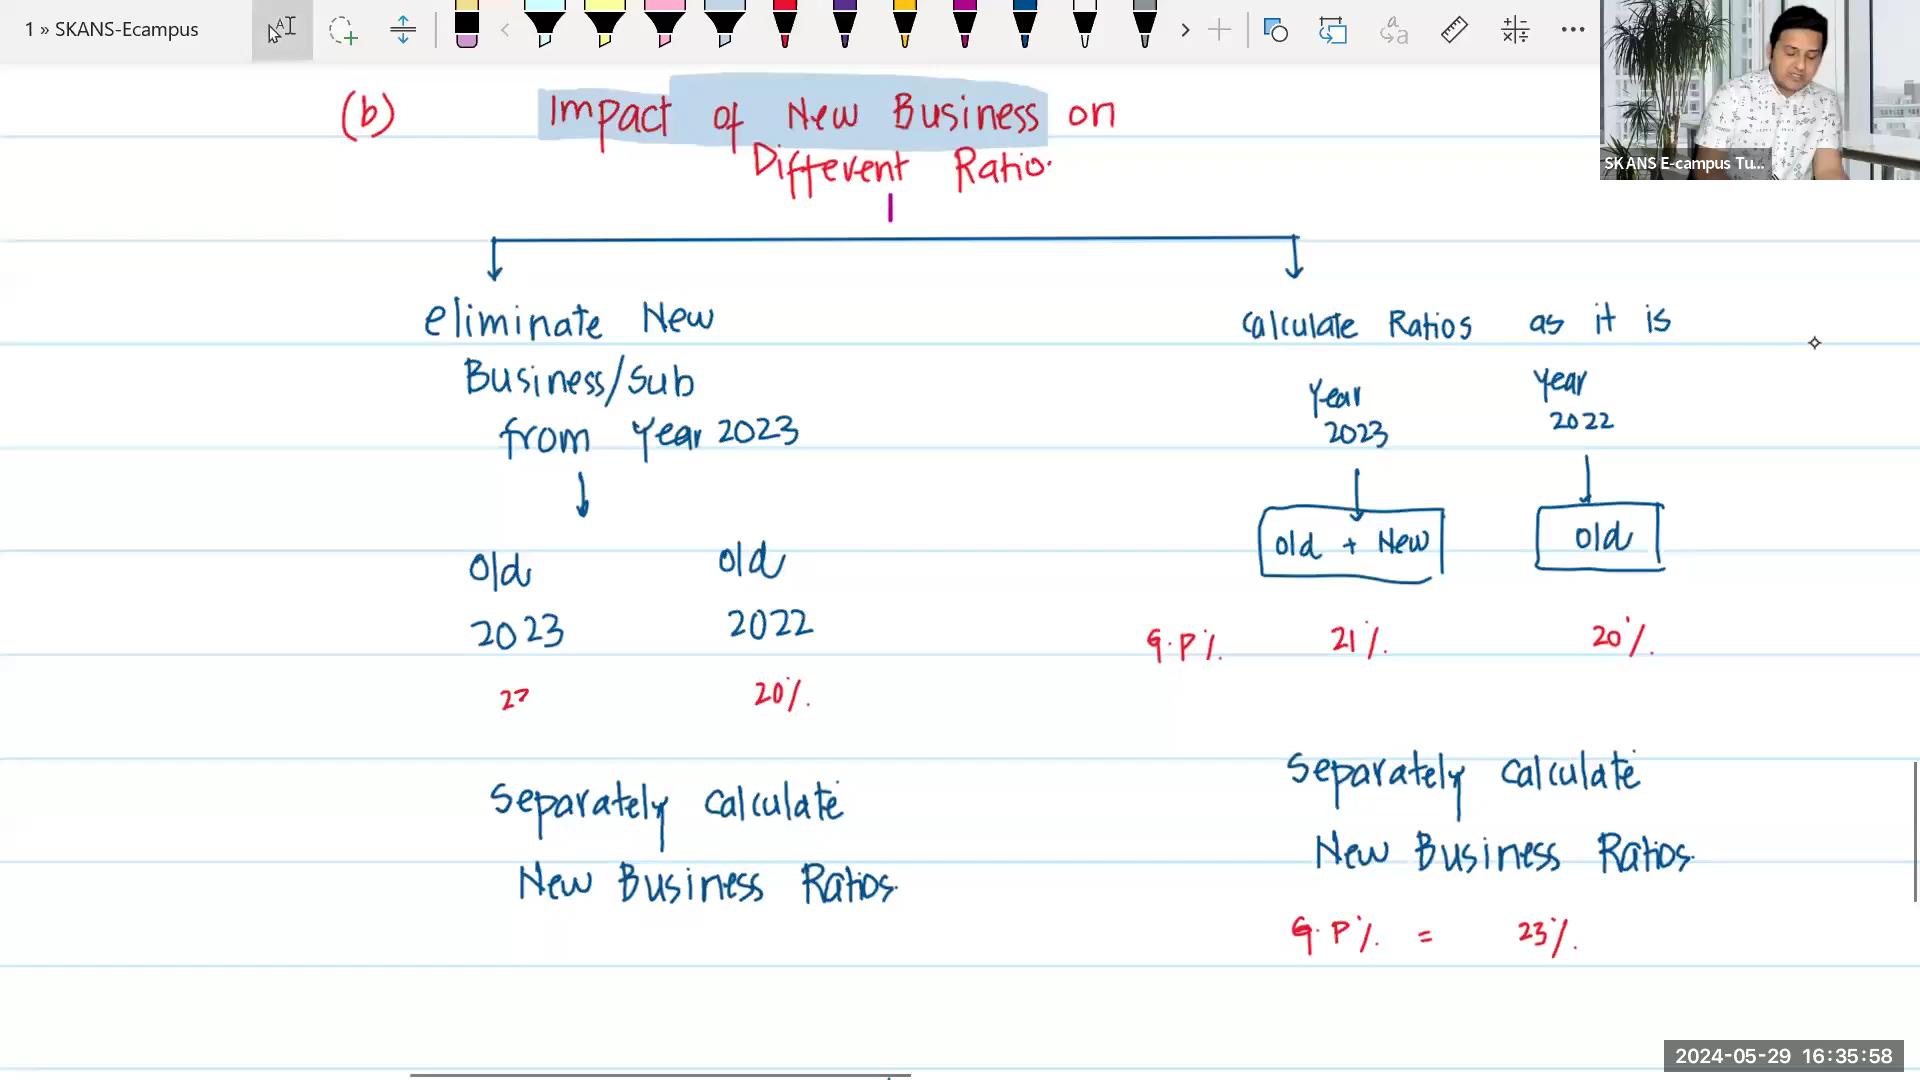 1 » SKANS-Ecampus
SKANS E-campus Tu...
(b) Impact of New Business on
Different Ratio.
eliminate New
Business/Sub
from Year 2023
Old Old
2023 2022
20%.
Separately Calculate
New Business Ratios.
Calculate Ratios as it is
Year 2023
Year 2022
Old + New
Old
G.P%. 21%. 20%.
Separately Calculate
New Business Ratios.
G.P%. = 23%.
2024-05-29 16:35:58